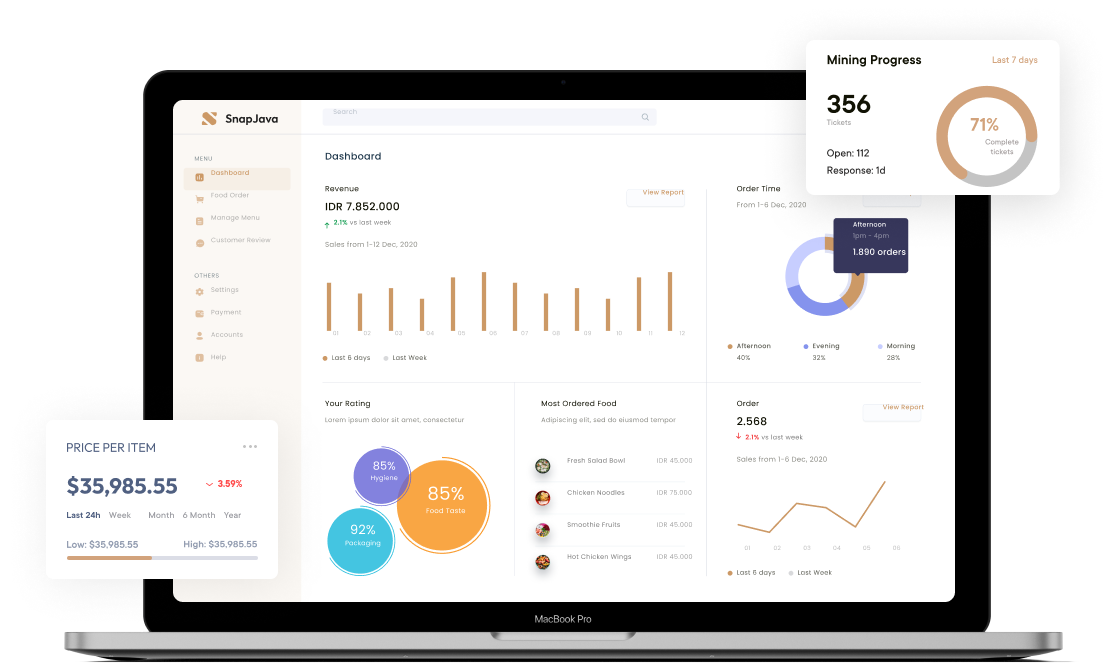 Mining Progress
Last 7 days
356
Tickets
Open: 112
Response: 1d
71%
Complete
tickets
SnapJava
Search
MENU
Dashboard
Food Order
Manage Menu
Customer Review
OTHERS
Settings
Payment
Accounts
Help
Dashboard
Revenue
IDR 7.852.000
2.1% vs last week
Sales from 1-12 Dec, 2020
View Report
01 02 03 04 05 06 07 08 09 10 11 12
Last 6 days
Last Week
Order Time
From 1-6 Dec, 2020
Afternoon
1pm - 4pm
1.890 orders
Afternoon
40%
Evening
32%
Morning
28%
Your Rating
Lorem ipsum dolor sit amet, consectetur
85%
Hygiene
85%
Food Taste
92%
Packaging
Most Ordered Food
Adipiscing elit, sed do eiusmod tempor
Fresh Salad Bowl IDR 45.000
Chicken Noodles IDR 75.000
Smoothie Fruits IDR 45.000
Hot Chicken Wings IDR 45.000
Order
2.568
2.1% vs last week
Sales from 1-6 Dec, 2020
View Report
01 02 03 04 05 06
Last 6 days
Last Week
PRICE PER ITEM
$35,985.55
3.59%
Last 24h Week Month 6 Month Year
Low: $35,985.55
High: $35,985.55
MacBook Pro